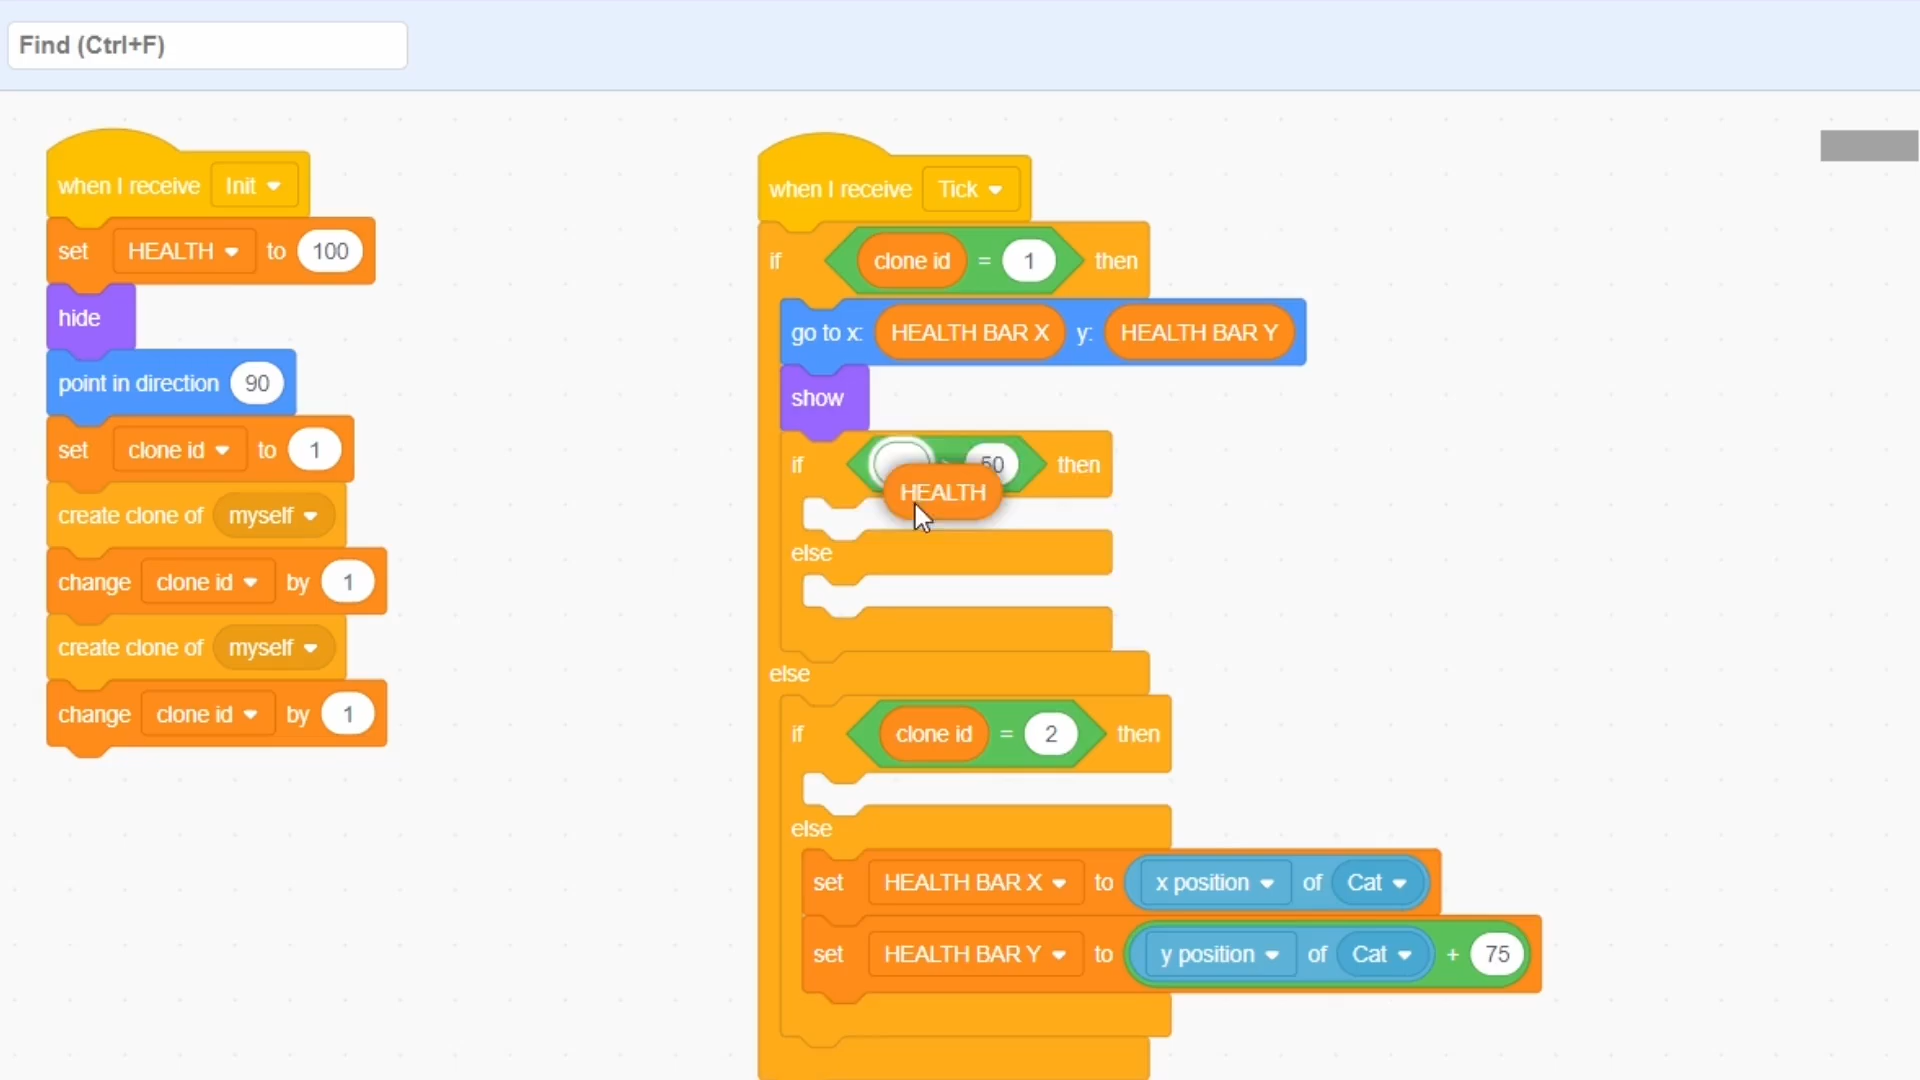 Find (Ctrl+F)
when I receive Init
set HEALTH to 100
hide
point in direction 90
set clone id to 1
create clone of myself
change clone id by 1
create clone of myself
change clone id by 1
when I receive Tick
if clone id = 1 then
go to x: HEALTH BAR X y: HEALTH BAR Y
show
if 50 then
HEALTH
else
else
if clone id = 2 then
else
set HEALTH BAR X to x position of Cat
set HEALTH BAR Y to y position of Cat + 75